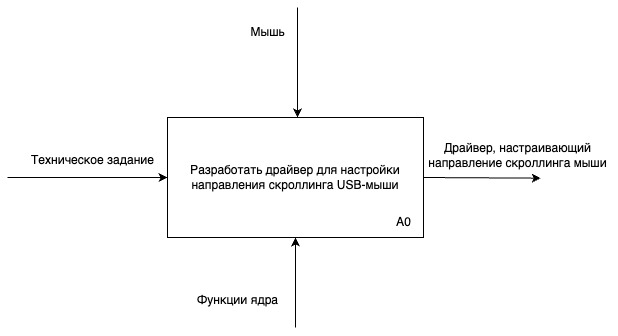 Мышь
Техническое задание
Разработать драйвер для настройки
направления скроллинга USB-мыши
A0
Драйвер, настраивающий
направление скроллинга мыши
Функции ядра